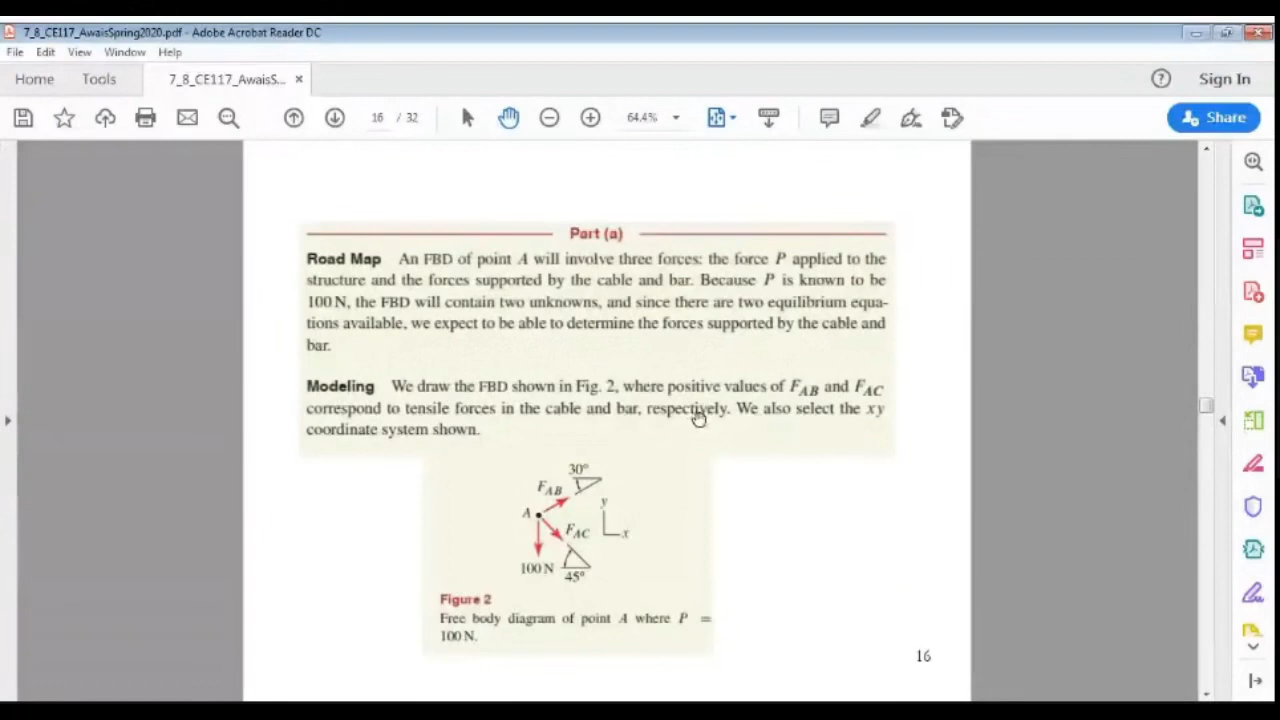 7_8_CE117_AwaisSpring2020.pdf - Adobe Acrobat Reader DC
File Edit View Window Help
Home Tools 7_8_CE117_AwaisS... × Sign In
16 / 32 64.4% Share
Part (a)
Road Map An FBD of point A will involve three forces: the force P applied to the
structure and the forces supported by the cable and bar. Because P is known to be
100 N, the FBD will contain two unknowns, and since there are two equilibrium equa-
tions available, we expect to be able to determine the forces supported by the cable and
bar.
Modeling We draw the FBD shown in Fig. 2, where positive values of F_AB and F_AC
correspond to tensile forces in the cable and bar, respectively. We also select the xy
coordinate system shown.
30°
F_AB
y
A
F_AC
x
100 N
45°
Figure 2
Free body diagram of point A where P =
100 N.
16